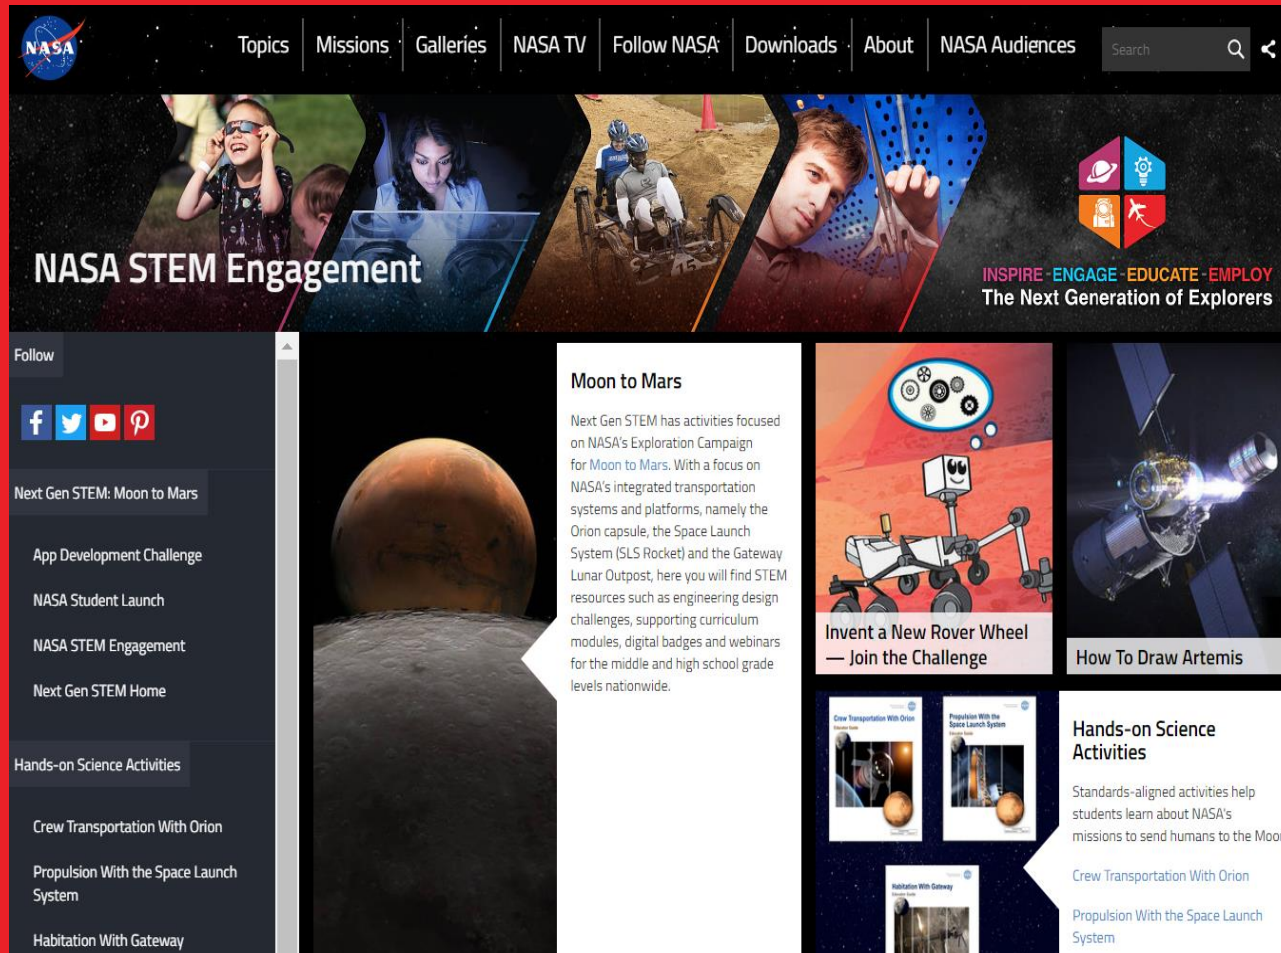 NASA
Topics
Missions
Galleries
NASA TV
Follow NASA
Downloads
About
NASA Audiences
Search
NASA STEM Engagement
INSPIRE - ENGAGE - EDUCATE - EMPLOY
The Next Generation of Explorers
Follow
Next Gen STEM: Moon to Mars
App Development Challenge
NASA Student Launch
NASA STEM Engagement
Next Gen STEM Home
Hands-on Science Activities
Crew Transportation With Orion
Propulsion With the Space Launch
System
Habitation With Gateway
Moon to Mars
Next Gen STEM has activities focused
on NASA's Exploration Campaign
for Moon to Mars. With a focus on
NASA's integrated transportation
systems and platforms, namely the
Orion capsule, the Space Launch
System (SLS Rocket) and the Gateway
Lunar Outpost, here you will find STEM
resources such as engineering design
challenges, supporting curriculum
modules, digital badges and webinars
for the middle and high school grade
levels nationwide.
Invent a New Rover Wheel
— Join the Challenge
How To Draw Artemis
Crew Transportation With Orion
Educator Guide
Propulsion With the
Space Launch System
Educator Guide
Habitation With Gateway
Educator Guide
Hands-on Science
Activities
Standards-aligned activities help
students learn about NASA's
missions to send humans to the Moon
Crew Transportation With Orion
Propulsion With the Space Launch
System